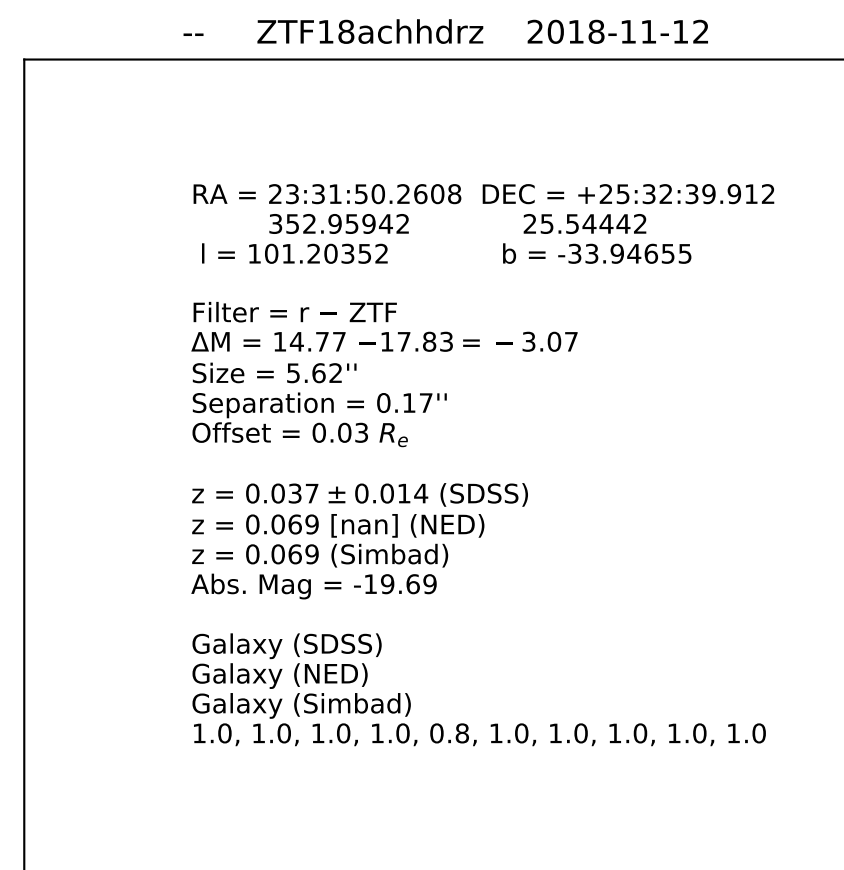 -- ZTF18achhdrz 2018-11-12
RA = 23:31:50.2608 DEC = +25:32:39.912
352.95942 25.54442
l = 101.20352 b = -33.94655
Filter = r − ZTF
ΔM = 14.77 −17.83 = − 3.07
Size = 5.62''
Separation = 0.17''
Offset = 0.03 Rₑ
z = 0.037 ± 0.014 (SDSS)
z = 0.069 [nan] (NED)
z = 0.069 (Simbad)
Abs. Mag = -19.69
Galaxy (SDSS)
Galaxy (NED)
Galaxy (Simbad)
1.0, 1.0, 1.0, 1.0, 0.8, 1.0, 1.0, 1.0, 1.0, 1.0